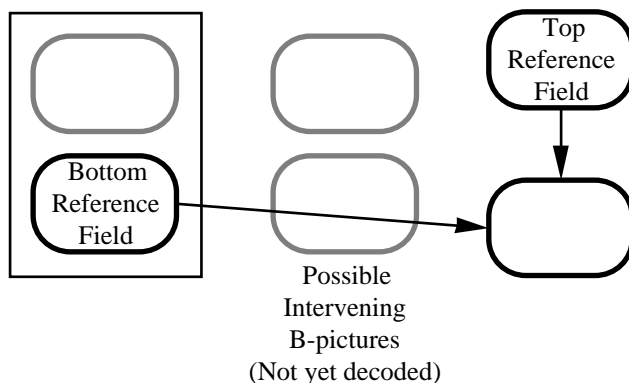 Top
Reference
Field
Bottom
Reference
Field
Possible
Intervening
B-pictures
(Not yet decoded)